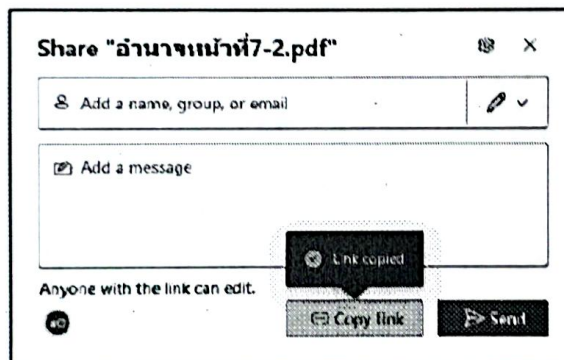 Share "อำนาจหน้าที่7-2.pdf"
Add a name, group, or email
Add a message
Link copied
Anyone with the link can edit.
Copy link
Send